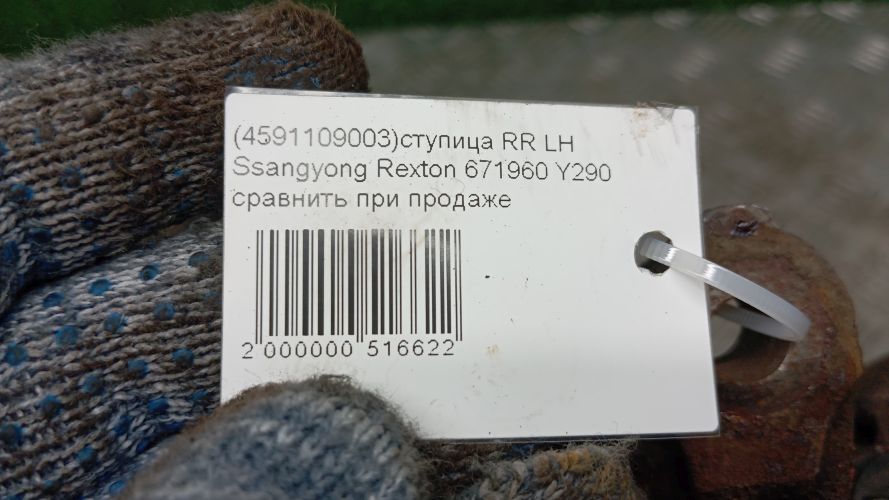 (4591109003)ступица RR LH
Ssangyong Rexton 671960 Y290
сравнить при продаже
2 000000 516622